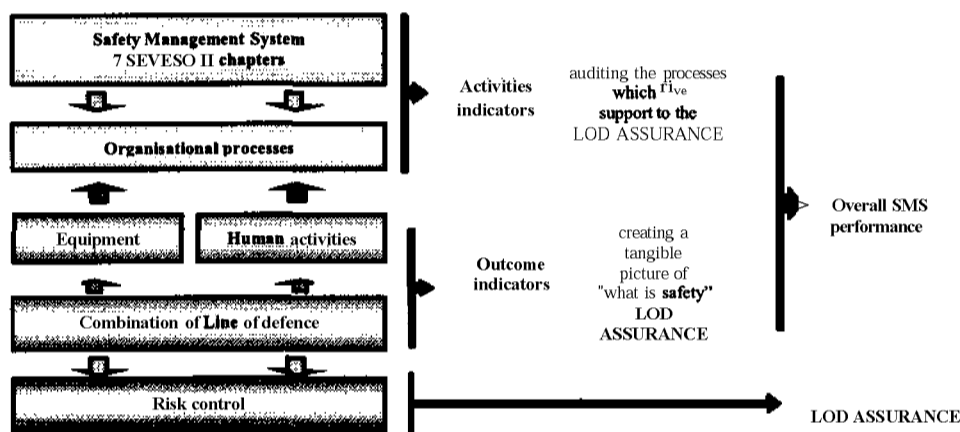 Safety Management System
7 SEVESO II chapters
Organisational processes
Equipment
Human activities
Combination of Line of defence
Risk control
Activities
indicators
auditing the processes
which
support to the
LOD ASSURANCE
Outcome
indicators
creating a
tangible
picture of
"what is safety"
LOD
ASSURANCE
Overall SMS
performance
LOD ASSURANCE